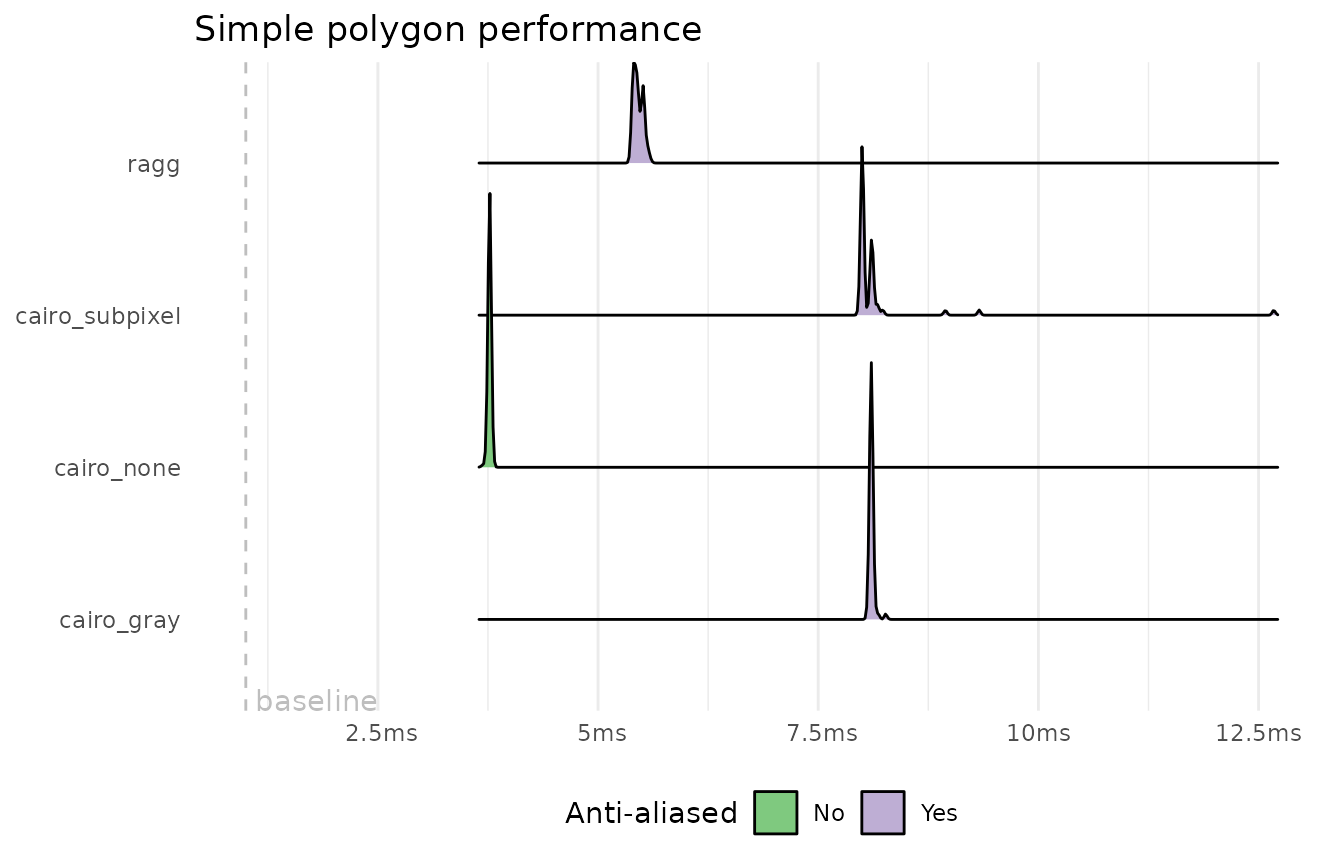 Simple polygon performance
ragg
cairo_subpixel
cairo_none
cairo_gray
baseline
2.5ms 5ms 7.5ms 10ms 12.5ms
Anti-aliased No Yes